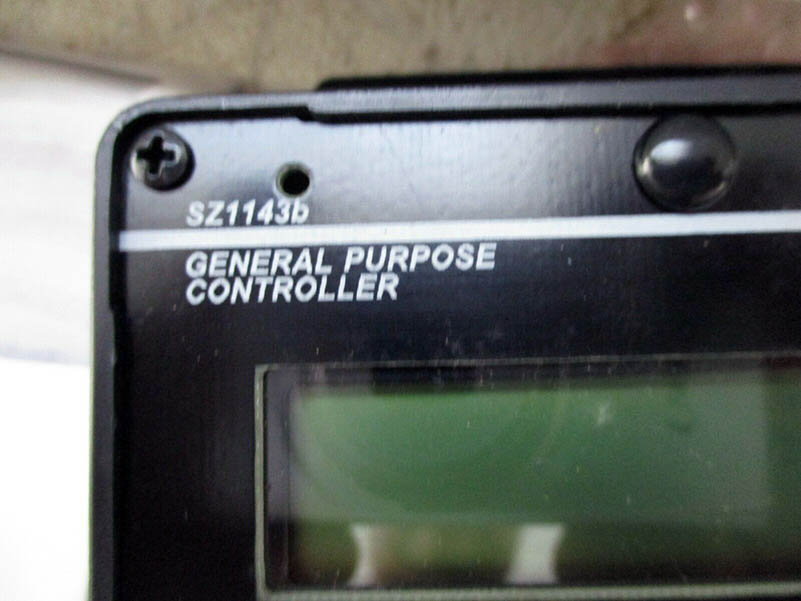 SZ1143b
GENERAL PURPOSE
CONTROLLER